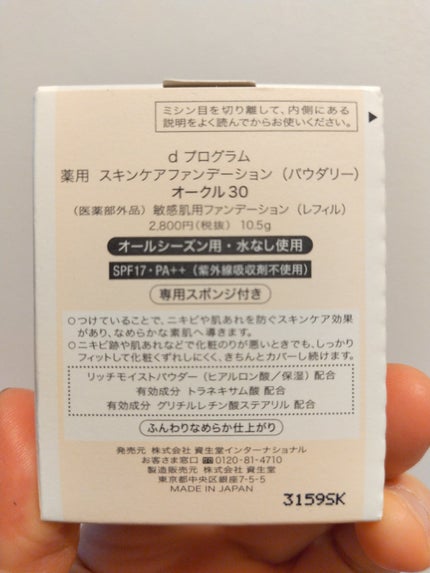 ミシン目を切り離して、内側にある
説明をよく読んでからお使いください。
d プログラム
薬用 スキンケアファンデーション（パウダリー）
オークル30
（医薬部外品）敏感肌用ファンデーション（レフィル）
2,800円（税抜） 10.5g
オールシーズン用・水なし使用
SPF17・PA++（紫外線吸収剤不使用）
専用スポンジ付き
○つけていることで、ニキビや肌あれを防ぐスキンケア効果
があり、なめらかな素肌へ導きます。
○ニキビ跡や肌あれなどで化粧のりが悪いときでも、しっかり
フィットして化粧くずれしにくく、きちんとカバーし続けます。
リッチモイストパウダー（ヒアルロン酸／保湿）配合
有効成分 トラネキサム酸 配合
有効成分 グリチルレチン酸ステアリル 配合
ふんわりなめらか仕上がり
発売元 株式会社 資生堂インターナショナル
お客さま窓口 0120-81-4710
製造販売元 株式会社 資生堂
東京都中央区銀座7-5-5
MADE IN JAPAN
3159SK